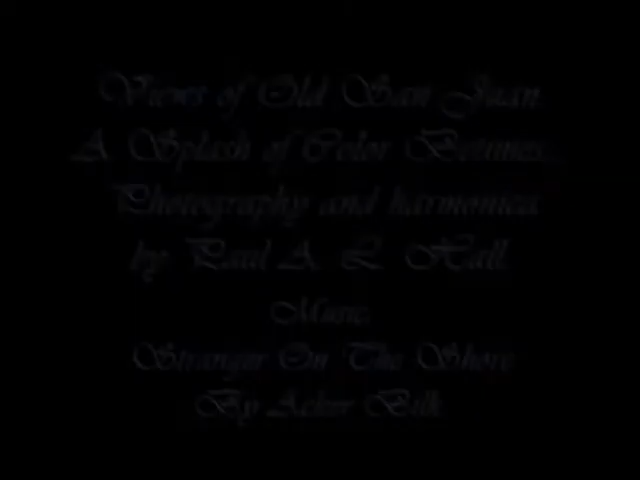 Views of Old San Juan
A Splash of Color
Photography and harmonica
by Paul A. L. Hall.
Music.
Stranger On The Shore
By Acker Bilk